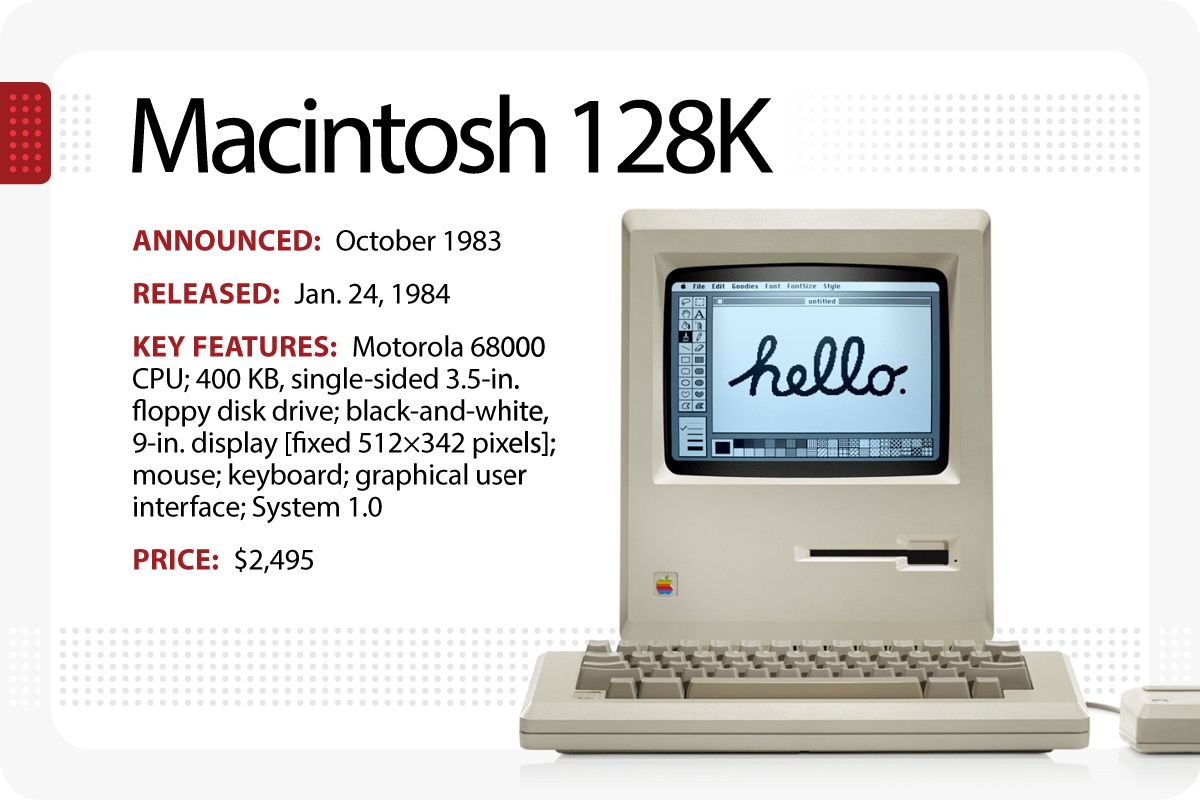 Macintosh 128K
ANNOUNCED: October 1983
RELEASED: Jan. 24, 1984
KEY FEATURES: Motorola 68000
CPU; 400 KB, single-sided 3.5-in.
floppy disk drive; black-and-white,
9-in. display [fixed 512×342 pixels];
mouse; keyboard; graphical user
interface; System 1.0
PRICE: $2,495
File Edit Goodies Font FontSize Style
untitled
A
hello.